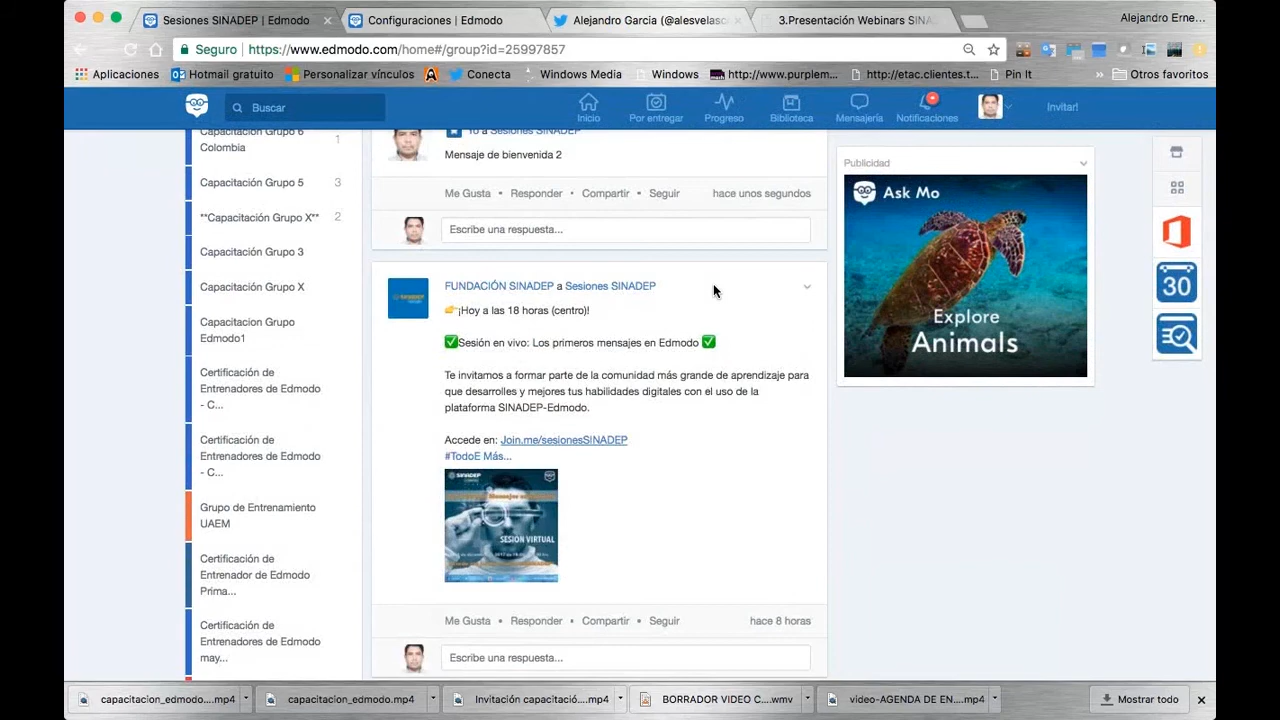 Sesiones SINADEP | Edmodo
Configuraciones | Edmodo
Alejandro Garcia (@alesvelasc
3.Presentación Webinars SINA
Alejandro Erne...
Seguro
https://www.edmodo.com/home#/group?id=25997857
Aplicaciones
Hotmail gratuito
Personalizar vínculos
Conecta
Windows Media
Windows
http://www.purplem...
http://etac.clientes.t...
Pin It
»
Otros favoritos
Buscar
Inicio
Por entregar
Progreso
Biblioteca
Mensajería
Notificaciones
Invitar!
Capacitación Grupo 6
Colombia
1
Capacitación Grupo 5
3
**Capacitación Grupo X**
2
Capacitación Grupo 3
Capacitación Grupo X
Capacitacion Grupo
Edmodo1
Certificación de
Entrenadores de Edmodo
- C...
Certificación de
Entrenadores de Edmodo
- C...
Grupo de Entrenamiento
UAEM
Certificación de
Entrenador de Edmodo
Prima...
Certificación de
Entrenadores de Edmodo
may...
Yo a Sesiones SINADEP
Mensaje de bienvenida 2
Me Gusta • Responder • Compartir • Seguir
hace unos segundos
Escribe una respuesta...
FUNDACIÓN SINADEP a Sesiones SINADEP
👉¡Hoy a las 18 horas (centro)!
✅Sesión en vivo: Los primeros mensajes en Edmodo ✅
Te invitamos a formar parte de la comunidad más grande de aprendizaje para
que desarrolles y mejores tus habilidades digitales con el uso de la
plataforma SINADEP-Edmodo.
Accede en: Join.me/sesionesSINADEP
#TodoE Más...
SINADEP
SESIÓN VIRTUAL
Me Gusta • Responder • Compartir • Seguir
hace 8 horas
Escribe una respuesta...
Publicidad
Ask Mo
Explore
Animals
30
capacitacion_edmodo....mp4
capacitacion_edmodo.mp4
Invitación capacitació...mp4
BORRADOR VIDEO C....wmv
video-AGENDA DE EN....mp4
Mostrar todo